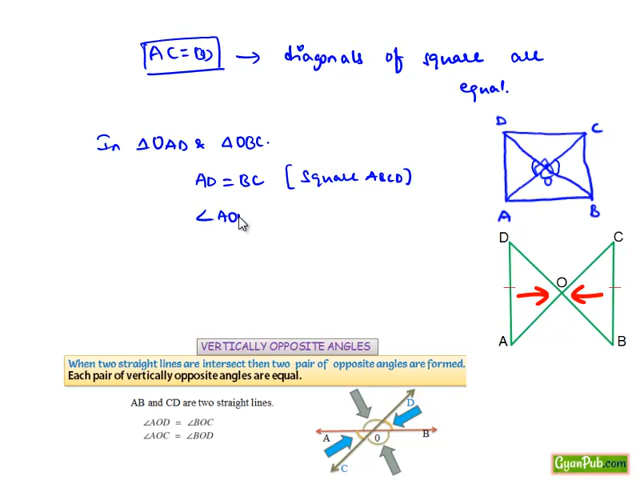 AC = BD → diagonals of square are equal.
In ΔOAD & ΔOBC.
AD = BC [Square ABCD)
∠AO
D C
O
A B
D C
O
A B
VERTICALLY OPPOSITE ANGLES
When two straight lines are intersect then two pair of opposite angles are formed.
Each pair of vertically opposite angles are equal.
AB and CD are two straight lines.
∠AOD = ∠BOC
∠AOC = ∠BOD
D
A O B
C
GyanPub.com